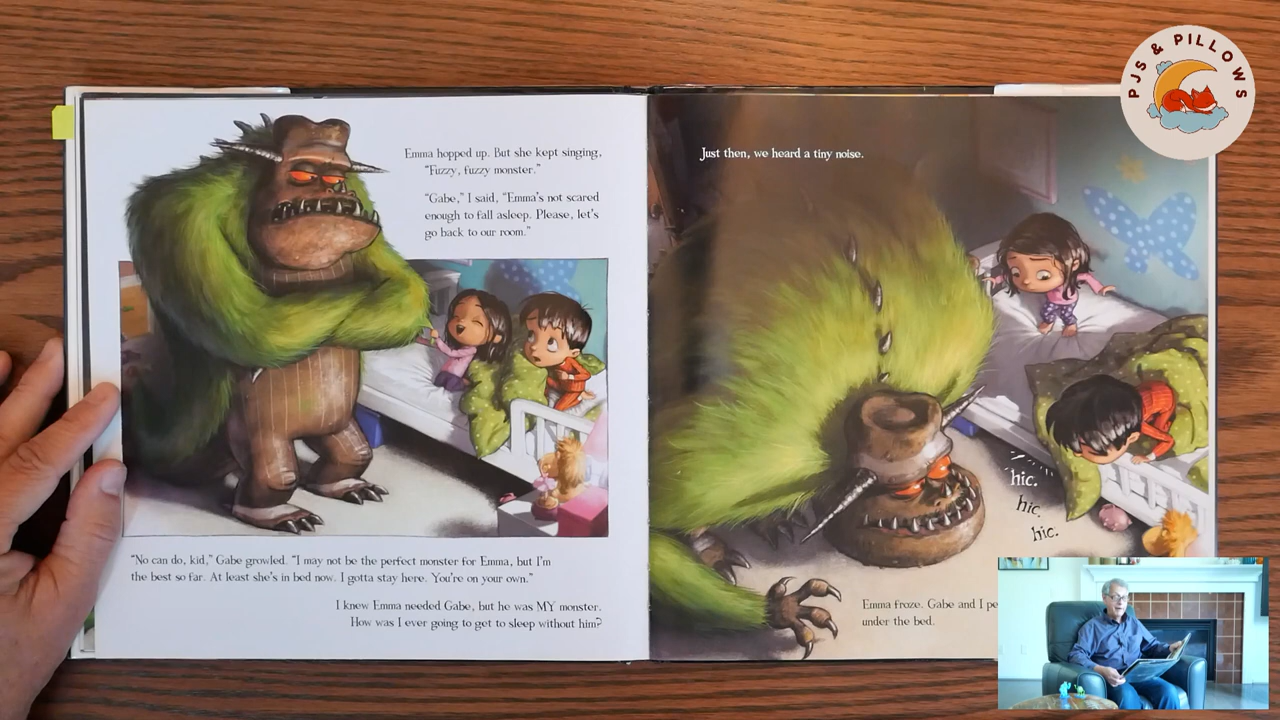 Emma hopped up. But she kept singing,
"Fuzzy, fuzzy monster."
"Gabe," I said, "Emma's not scared
enough to fall asleep. Please, let's
go back to our room."
"No can do, kid," Gabe growled. "I may not be the perfect monster for Emma, but I'm
the best so far. At least she's in bed now. I gotta stay here. You're on your own."
I knew Emma needed Gabe, but he was MY monster.
How was I ever going to get to sleep without him?
Just then, we heard a tiny noise.
hic.
hic.
hic.
Emma froze. Gabe and I
under the bed.
PJS & PILLOWS